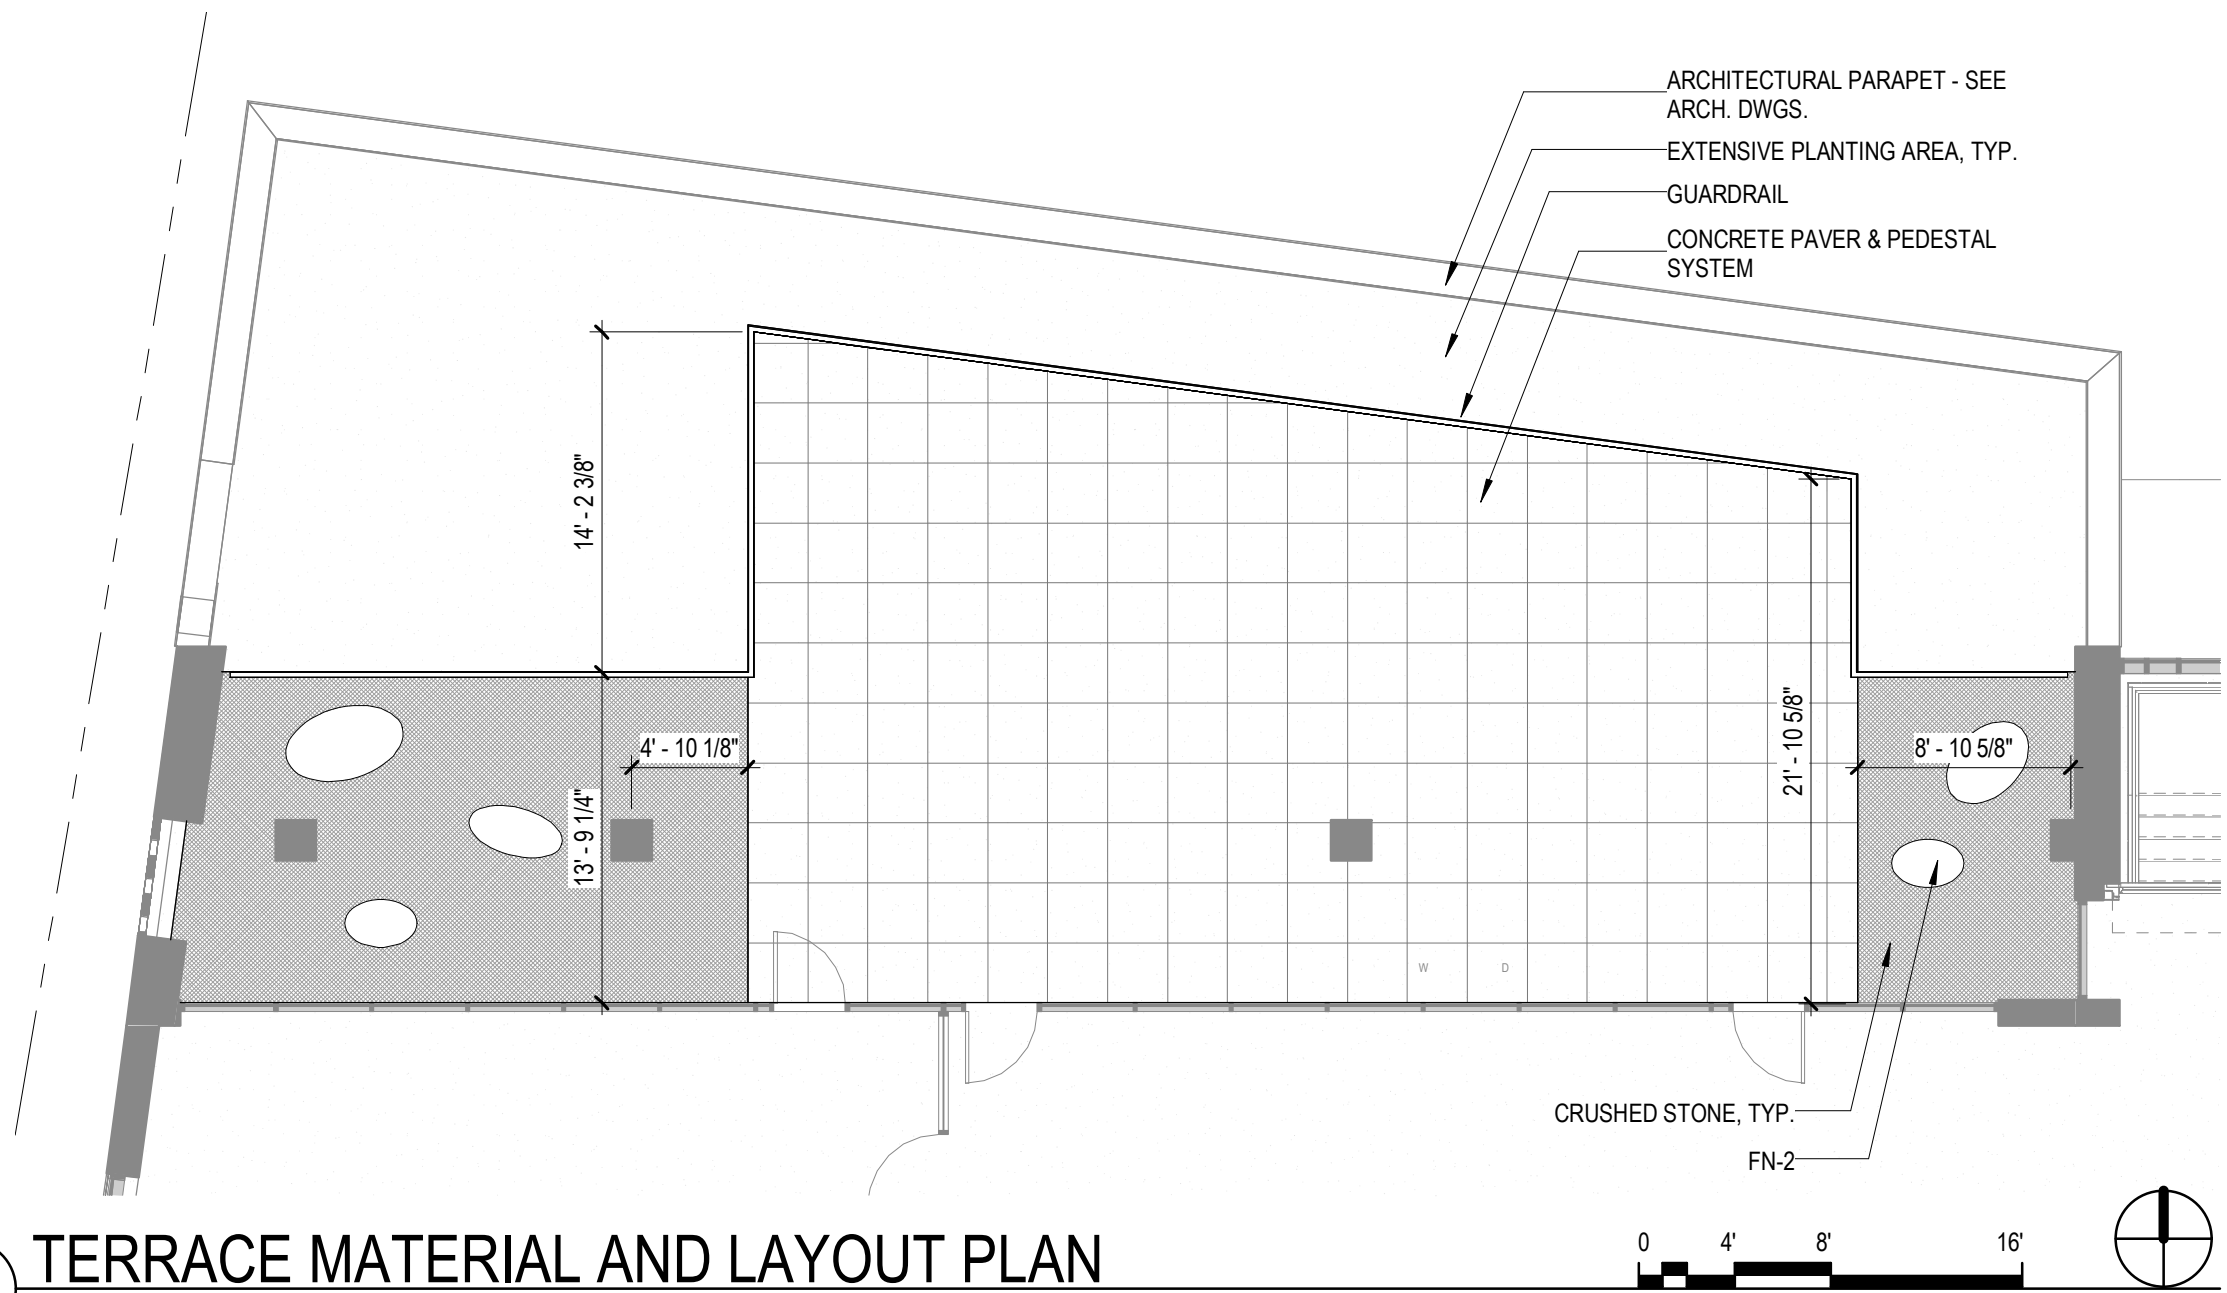 ARCHITECTURAL PARAPET - SEE
ARCH. DWGS.
EXTENSIVE PLANTING AREA, TYP.
GUARDRAIL
CONCRETE PAVER & PEDESTAL
SYSTEM
14' - 2 3/8"
4' - 10 1/8"
13' - 9 1/4"
21' - 10 5/8"
8' - 10 5/8"
W D
CRUSHED STONE, TYP.
FN-2
TERRACE MATERIAL AND LAYOUT PLAN
0 4' 8' 16'